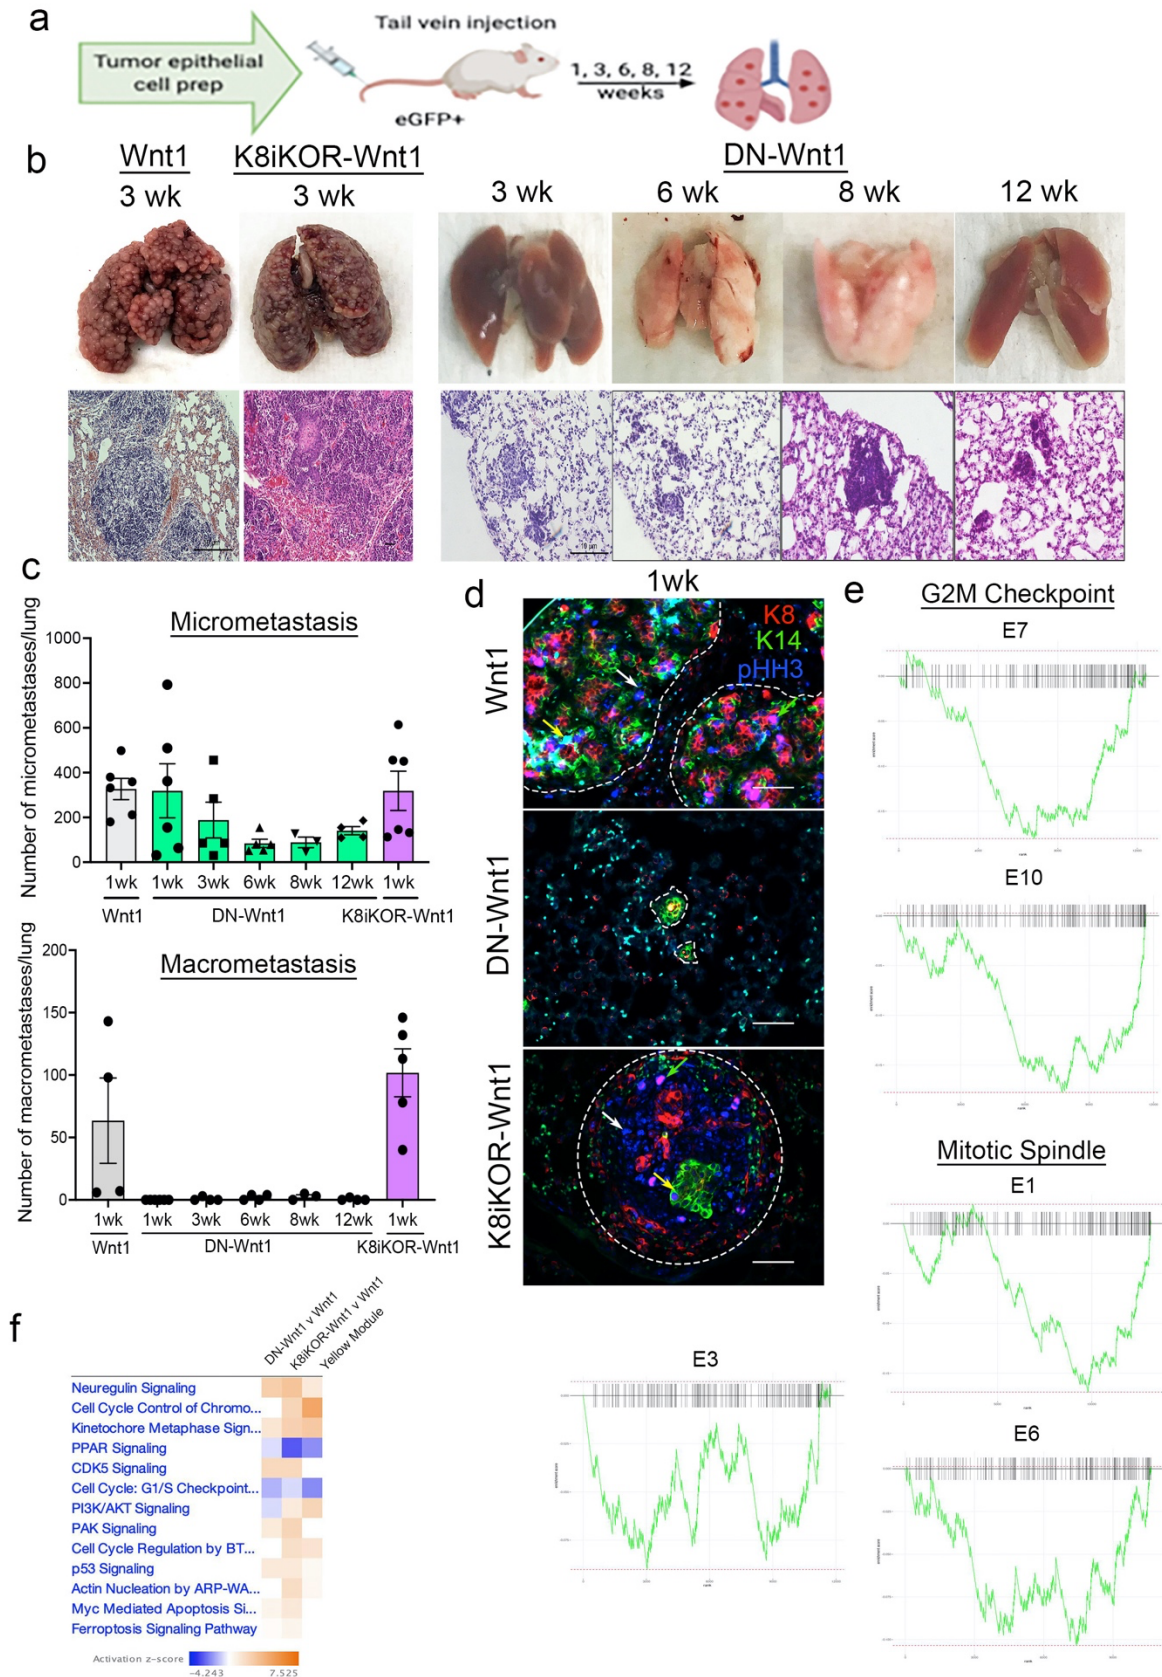 a
Tumor epithelial
cell prep
Tail vein injection
eGFP+
1, 3, 6, 8, 12
weeks
b
Wnt1
K8iKOR-Wnt1
DN-Wnt1
3 wk
3 wk
3 wk
6 wk
8 wk
12 wk
c
Micrometastasis
Number of micrometastases/lung
1000
800
600
400
200
0
1wk
1wk
3wk
6wk
8wk
12wk
1wk
Wnt1
DN-Wnt1
K8iKOR-Wnt1
Macrometastasis
Number of macrometastases/lung
200
150
100
50
0
1wk
1wk
3wk
6wk
8wk
12wk
1wk
Wnt1
DN-Wnt1
K8iKOR-Wnt1
d
1wk
K8
K14
pHH3
Wnt1
DN-Wnt1
K8iKOR-Wnt1
e
G2M Checkpoint
E7
E10
Mitotic Spindle
E1
E3
E6
f
DN-Wnt1 v Wnt1
K8iKOR-Wnt1 v Wnt1
Yellow Module
Neuregulin Signaling
Cell Cycle Control of Chromo...
Kinetochore Metaphase Sign...
PPAR Signaling
CDK5 Signaling
Cell Cycle: G1/S Checkpoint...
PI3K/AKT Signaling
PAK Signaling
Cell Cycle Regulation by BT...
p53 Signaling
Actin Nucleation by ARP-WA...
Myc Mediated Apoptosis Si...
Ferroptosis Signaling Pathway
Activation z-score
-4.243
7.525